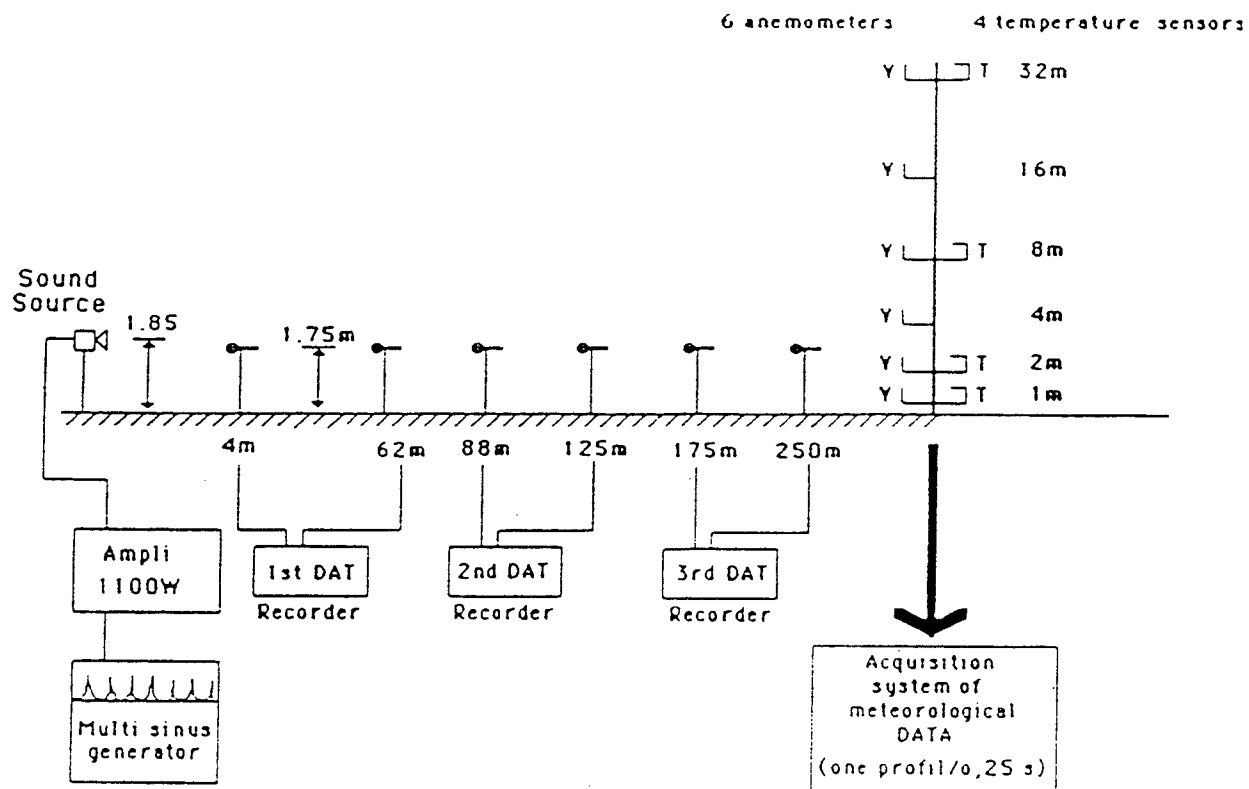 6 anemometers 4 temperature sensors
Y T 32m
Y 16m
Y T 8m
Sound
Source
1.85
1.75m
Y 4m
Y T 2m
Y T 1m
4m 62m 88m 125m 175m 250m
Ampli
1100W
1st DAT
Recorder
2nd DAT
Recorder
3rd DAT
Recorder
Multi sinus
generator
Acquisition
system of
meteorological
DATA
(one profil/o,25 s)